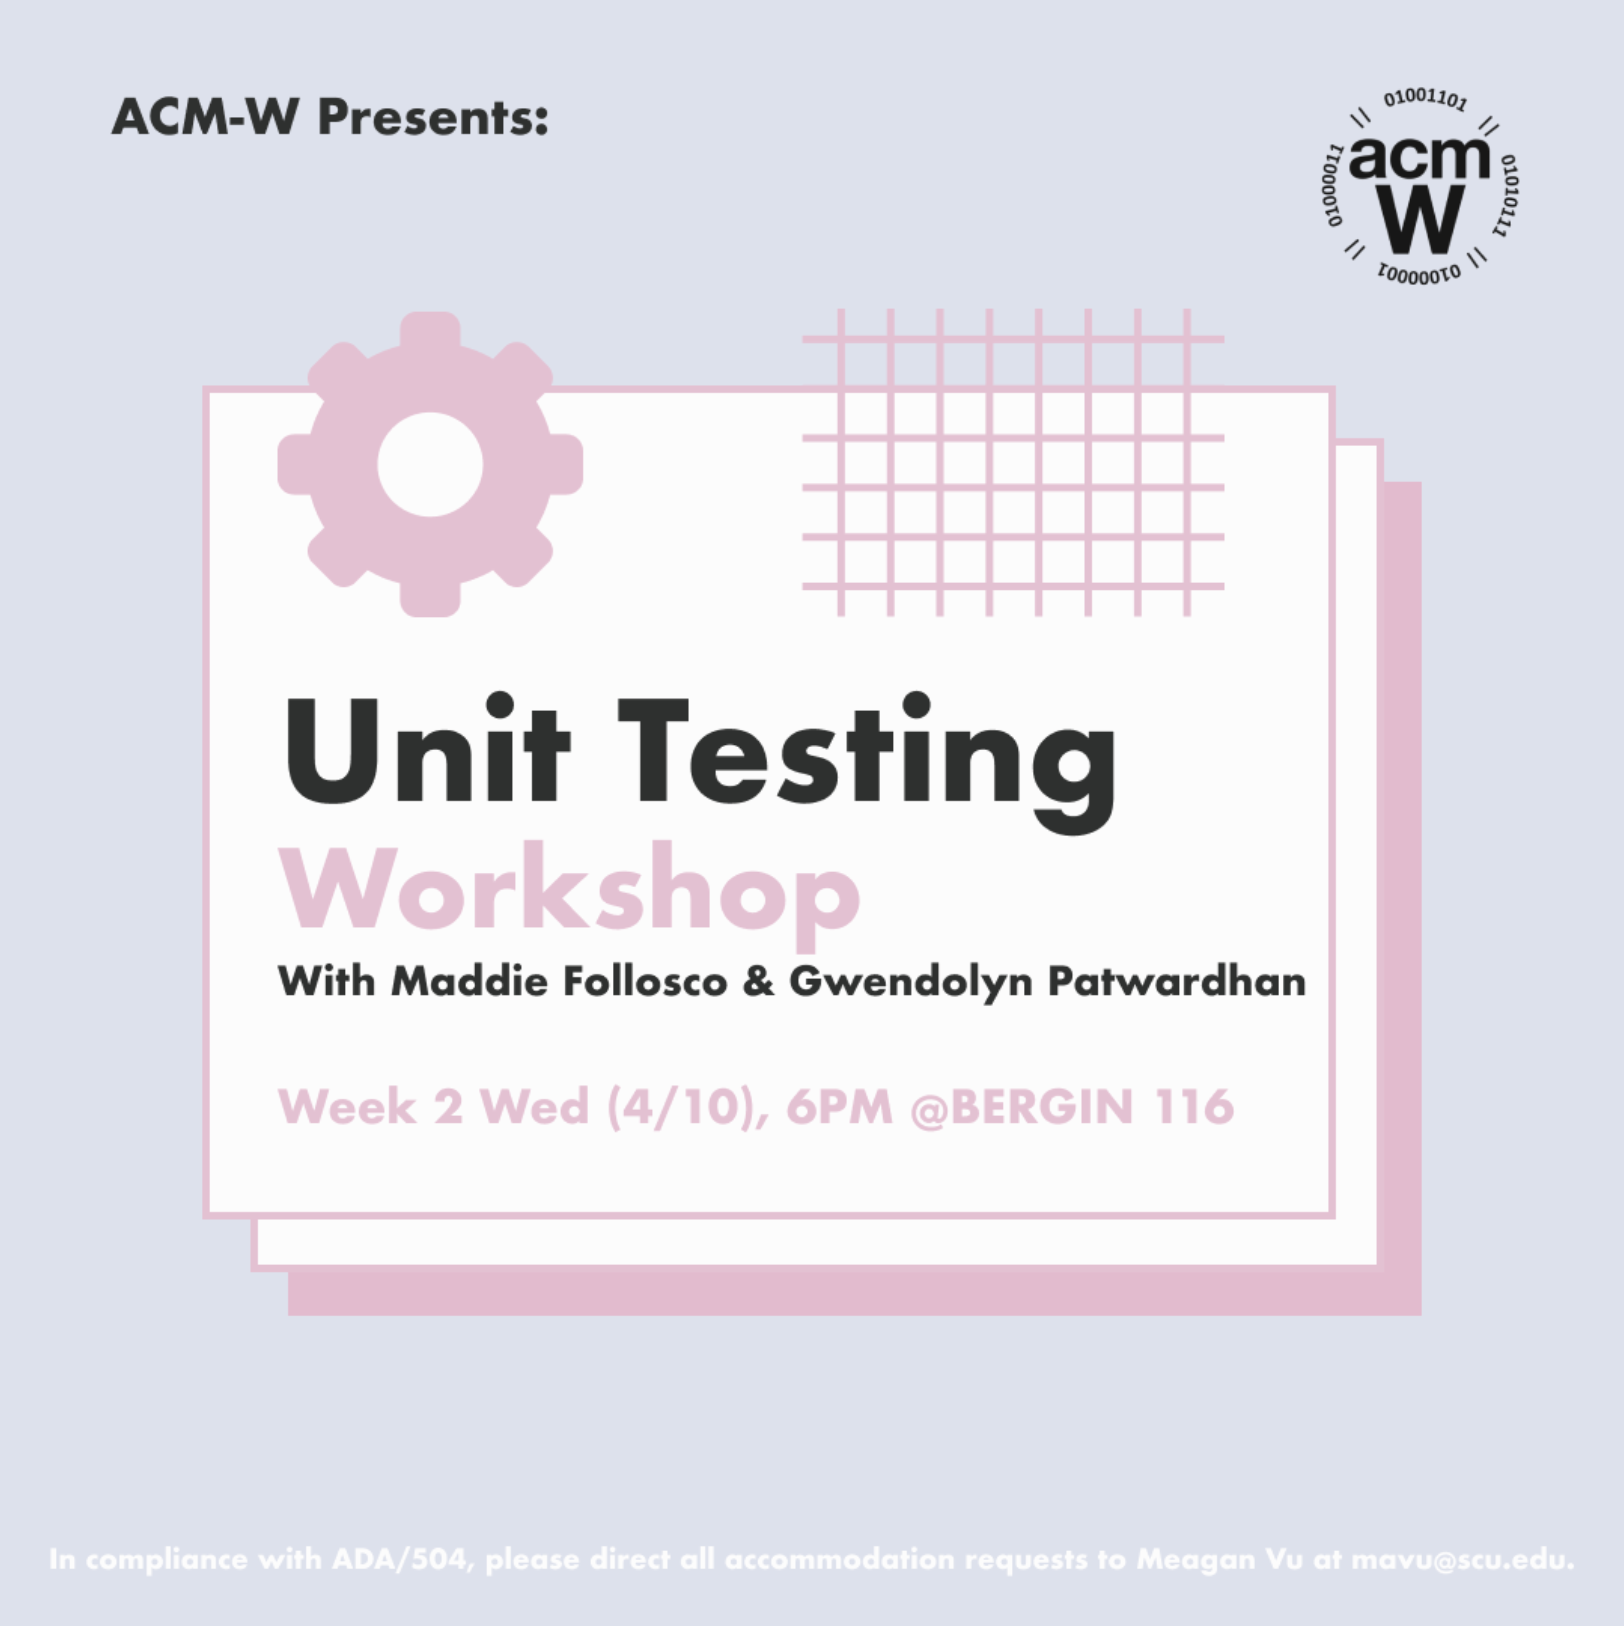 ACM-W Presents:
01001101
//
//
01000011
acm
01010111
W
//
//
01000001
Unit Testing
Workshop
With Maddie Follosco & Gwendolyn Patwardhan
Week 2 Wed (4/10), 6PM @BERGIN 116
In compliance with ADA/504, please direct all accommodation requests to Meagan Vu at mavu@scu.edu.